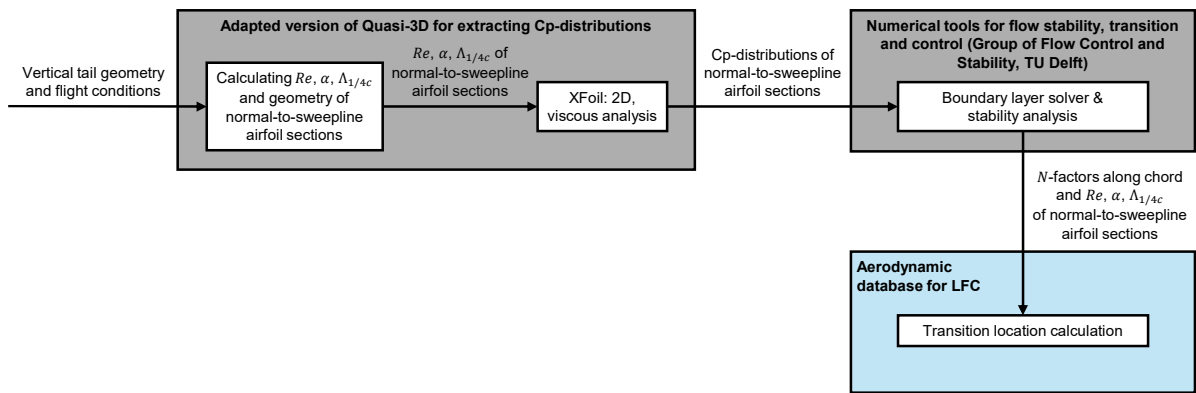 Adapted version of Quasi-3D for extracting Cp-distributions
Vertical tail geometry
and flight conditions
Calculating Re, α, Λ1/4c
and geometry of
normal-to-sweepline
airfoil sections
Re, α, Λ1/4c of
normal-to-sweepline
airfoil sections
XFoil: 2D,
viscous analysis
Cp-distributions of
normal-to-sweepline
airfoil sections
Numerical tools for flow stability, transition
and control (Group of Flow Control and
Stability, TU Delft)
Boundary layer solver &
stability analysis
N-factors along chord
and Re, α, Λ1/4c
of normal-to-sweepline
airfoil sections
Aerodynamic
database for LFC
Transition location calculation